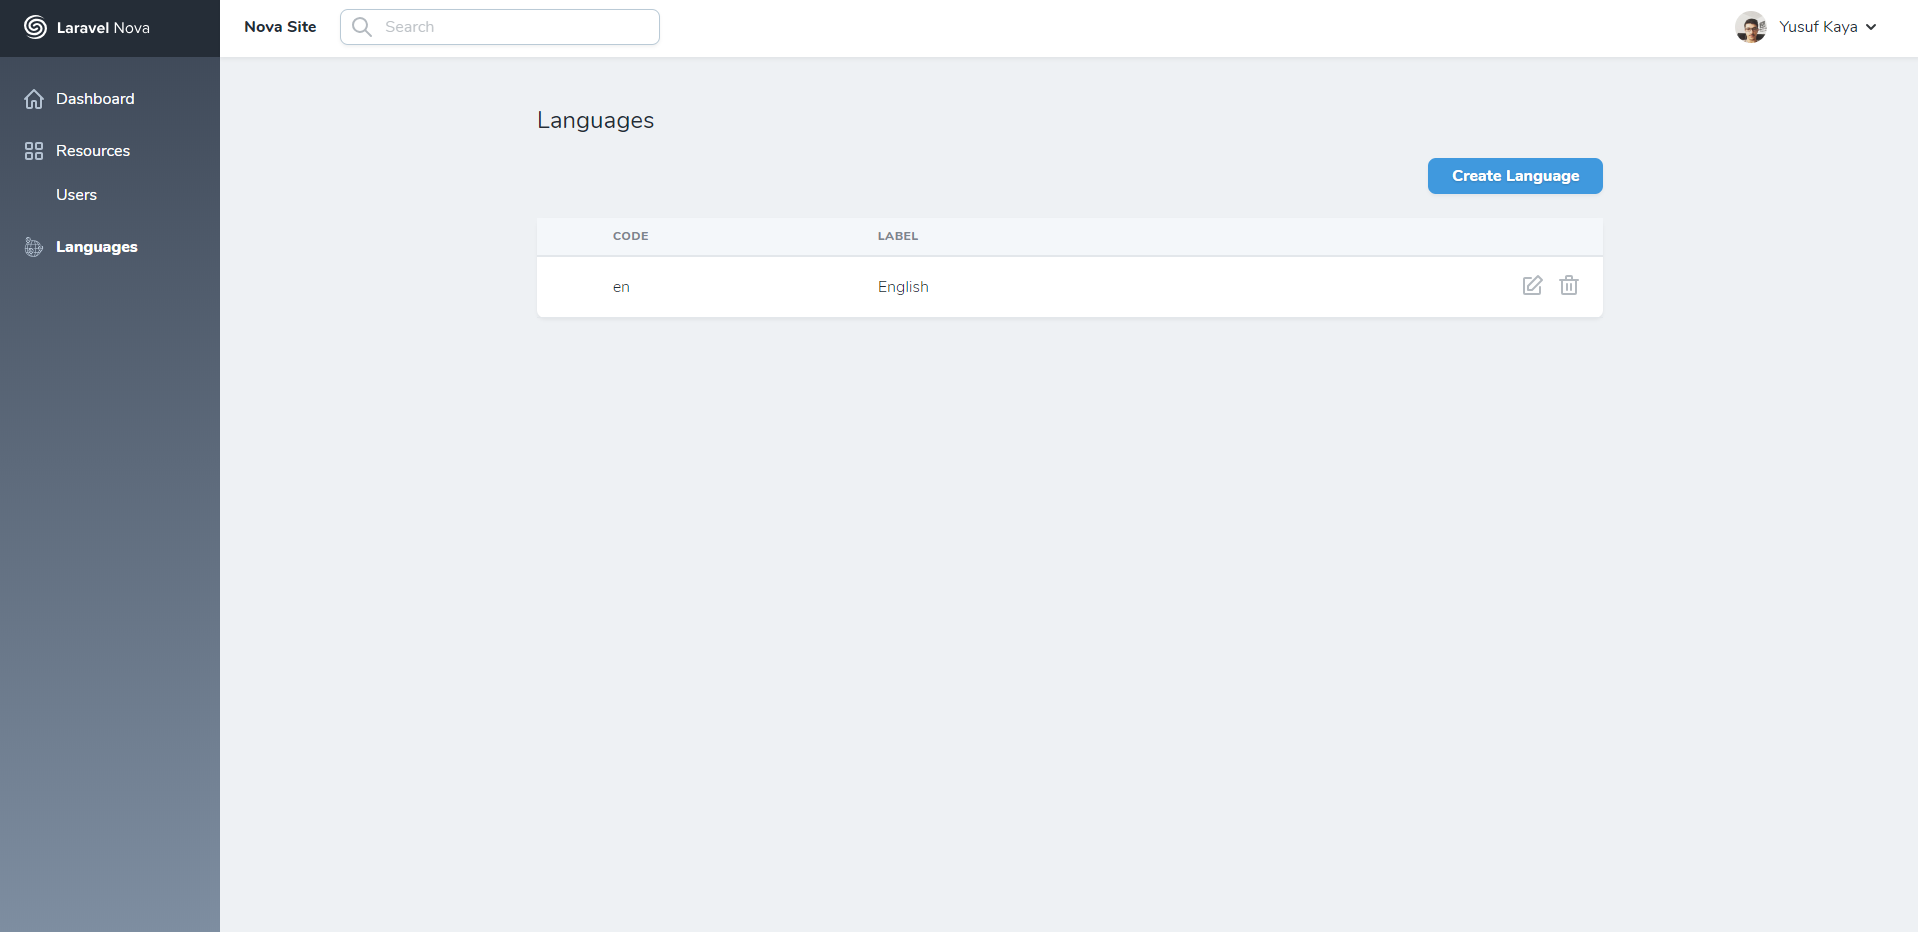 Laravel Nova
Nova Site
Search
Yusuf Kaya
Dashboard
Resources
Users
Languages
Languages
Create Language
CODE LABEL
en English